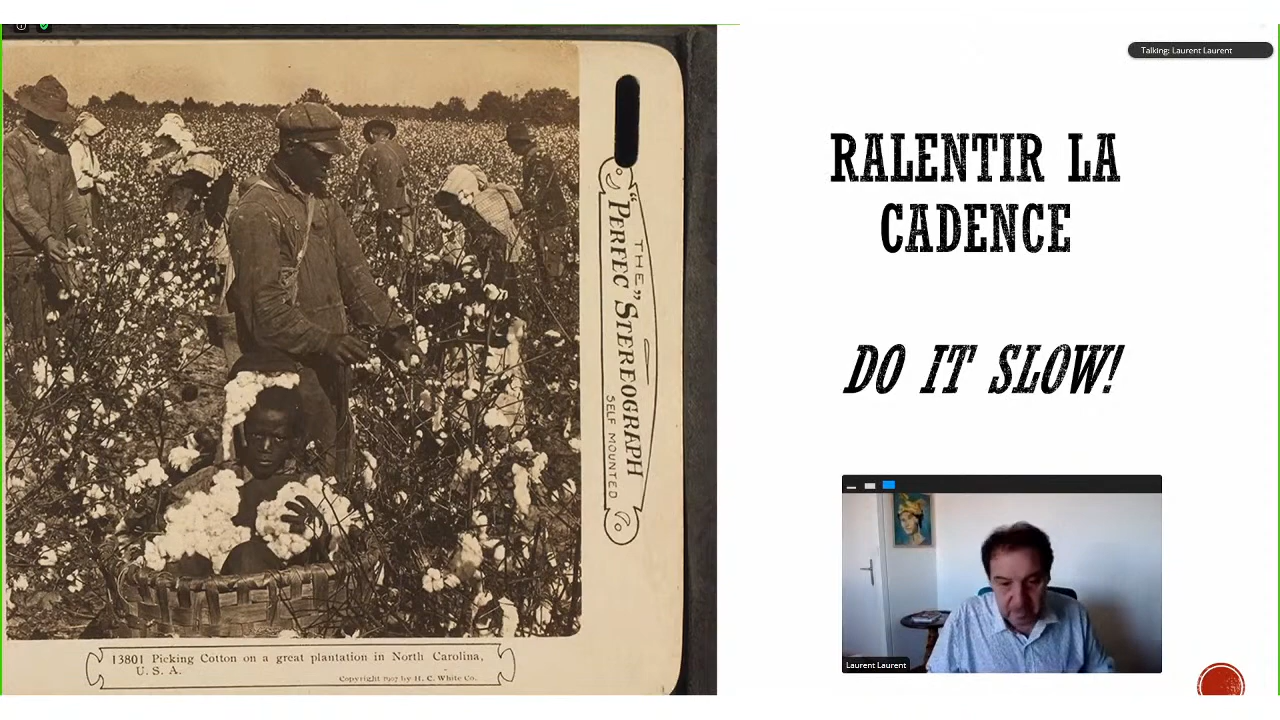 Talking: Laurent Laurent
RALENTIR LA
CADENCE
DO IT SLOW!
THE
"PERFEC" STEREOGRAPH
SELF MOUNTED
13801 Picking Cotton on a great plantation in North Carolina,
U. S. A.
Copyright 1907 by H. C. White Co.
Laurent Laurent